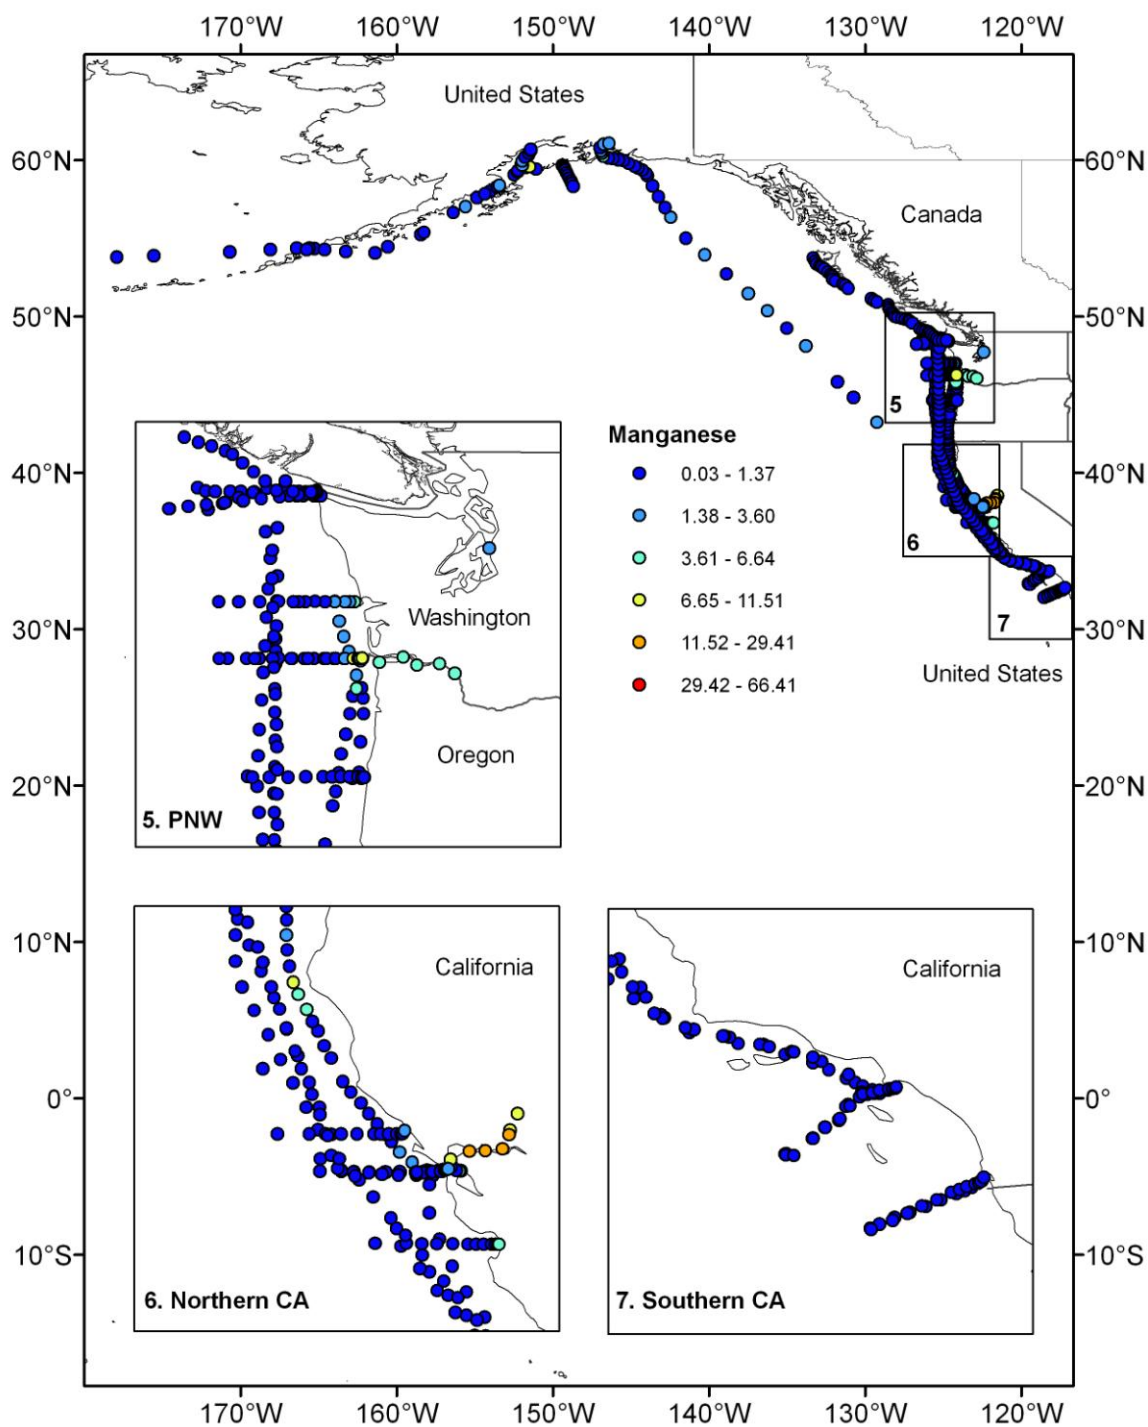 170°W 160°W 150°W 140°W 130°W 120°W
United States
60°N 60°N
Canada
50°N 50°N
5
Manganese
0.03 - 1.37
40°N 40°N
1.38 - 3.60
6
3.61 - 6.64
Washington
6.65 - 11.51
7
30°N 30°N
11.52 - 29.41
United States
29.42 - 66.41
Oregon
20°N 20°N
5. PNW
10°N 10°N
California
California
0° 0°
10°S 10°S
6. Northern CA
7. Southern CA
170°W 160°W 150°W 140°W 130°W 120°W